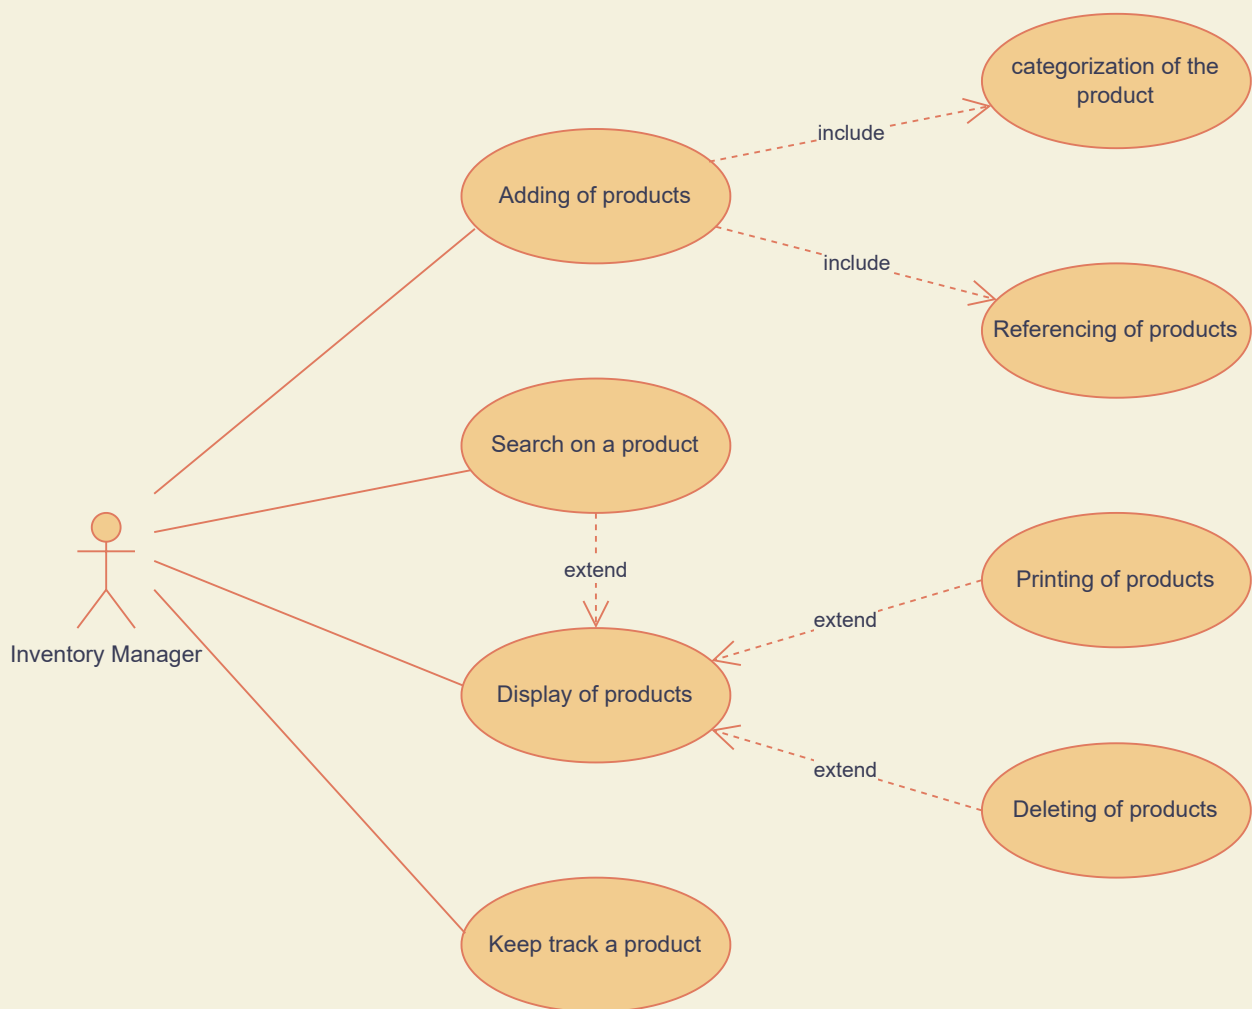 categorization of the
product
include
Adding of products
include
Referencing of products
Search on a product
extend
Printing of products
extend
Inventory Manager
Display of products
extend
Deleting of products
Keep track a product